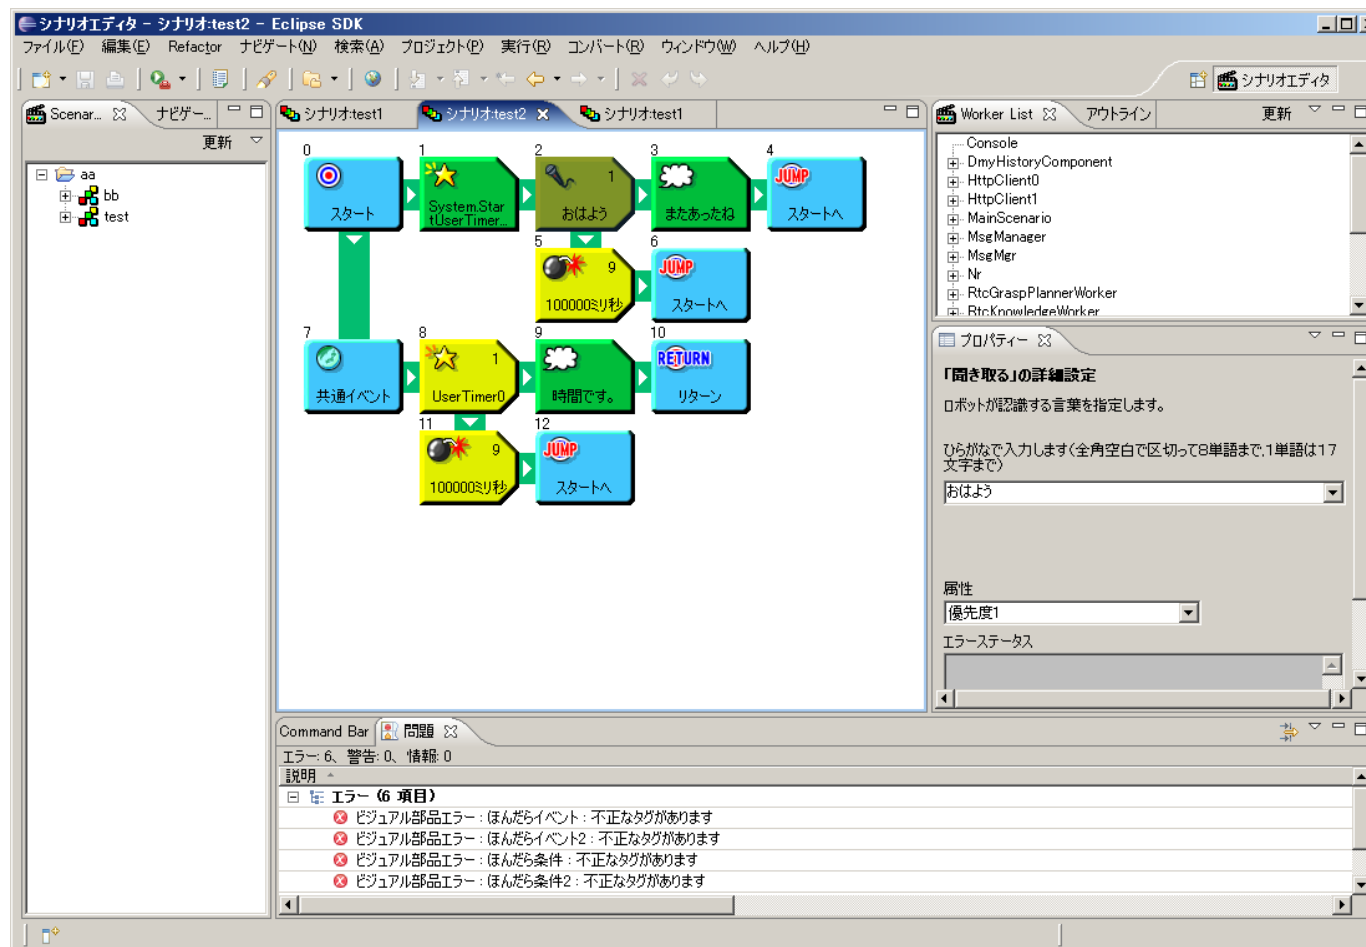 シナリオエディタ - シナリオ:test2 - Eclipse SDK
ファイル(F) 編集(E) Refactor ナビゲート(N) 検索(A) プロジェクト(P) 実行(R) コンバート(R) ウィンドウ(W) ヘルプ(H)
シナリオエディタ
Scenar... ナビゲー...
更新
aa
bb
test
シナリオ:test1 シナリオ:test2 シナリオ:test1
0 1 2 3 4
スタート
System.Star
tUserTimer...
1
おはよう
またあったね
JUMP
スタートへ
5 6
9
100000ミリ秒
JUMP
スタートへ
7 8 9 10
共通イベント
1
UserTimer0
時間です。
RETURN
リターン
11 12
9
100000ミリ秒
JUMP
スタートへ
Worker List アウトライン 更新
Console
DmyHistoryComponent
HttpClient0
HttpClient1
MainScenario
MsgManager
MsgMgr
Nr
RtcGraspPlannerWorker
RtcKnowledgeWorker
プロパティー
「聞き取る」の詳細設定
ロボットが認識する言葉を指定します。
ひらがなで入力します(全角空白で区切って8単語まで,1単語は17
文字まで)
おはよう
属性
優先度1
エラーステータス
Command Bar 問題
エラー: 6、警告: 0、情報: 0
説明
エラー (6 項目)
ビジュアル部品エラー : ほんだらイベント : 不正なタグがあります
ビジュアル部品エラー : ほんだらイベント2 : 不正なタグがあります
ビジュアル部品エラー : ほんだら条件 : 不正なタグがあります
ビジュアル部品エラー : ほんだら条件2 : 不正なタグがあります